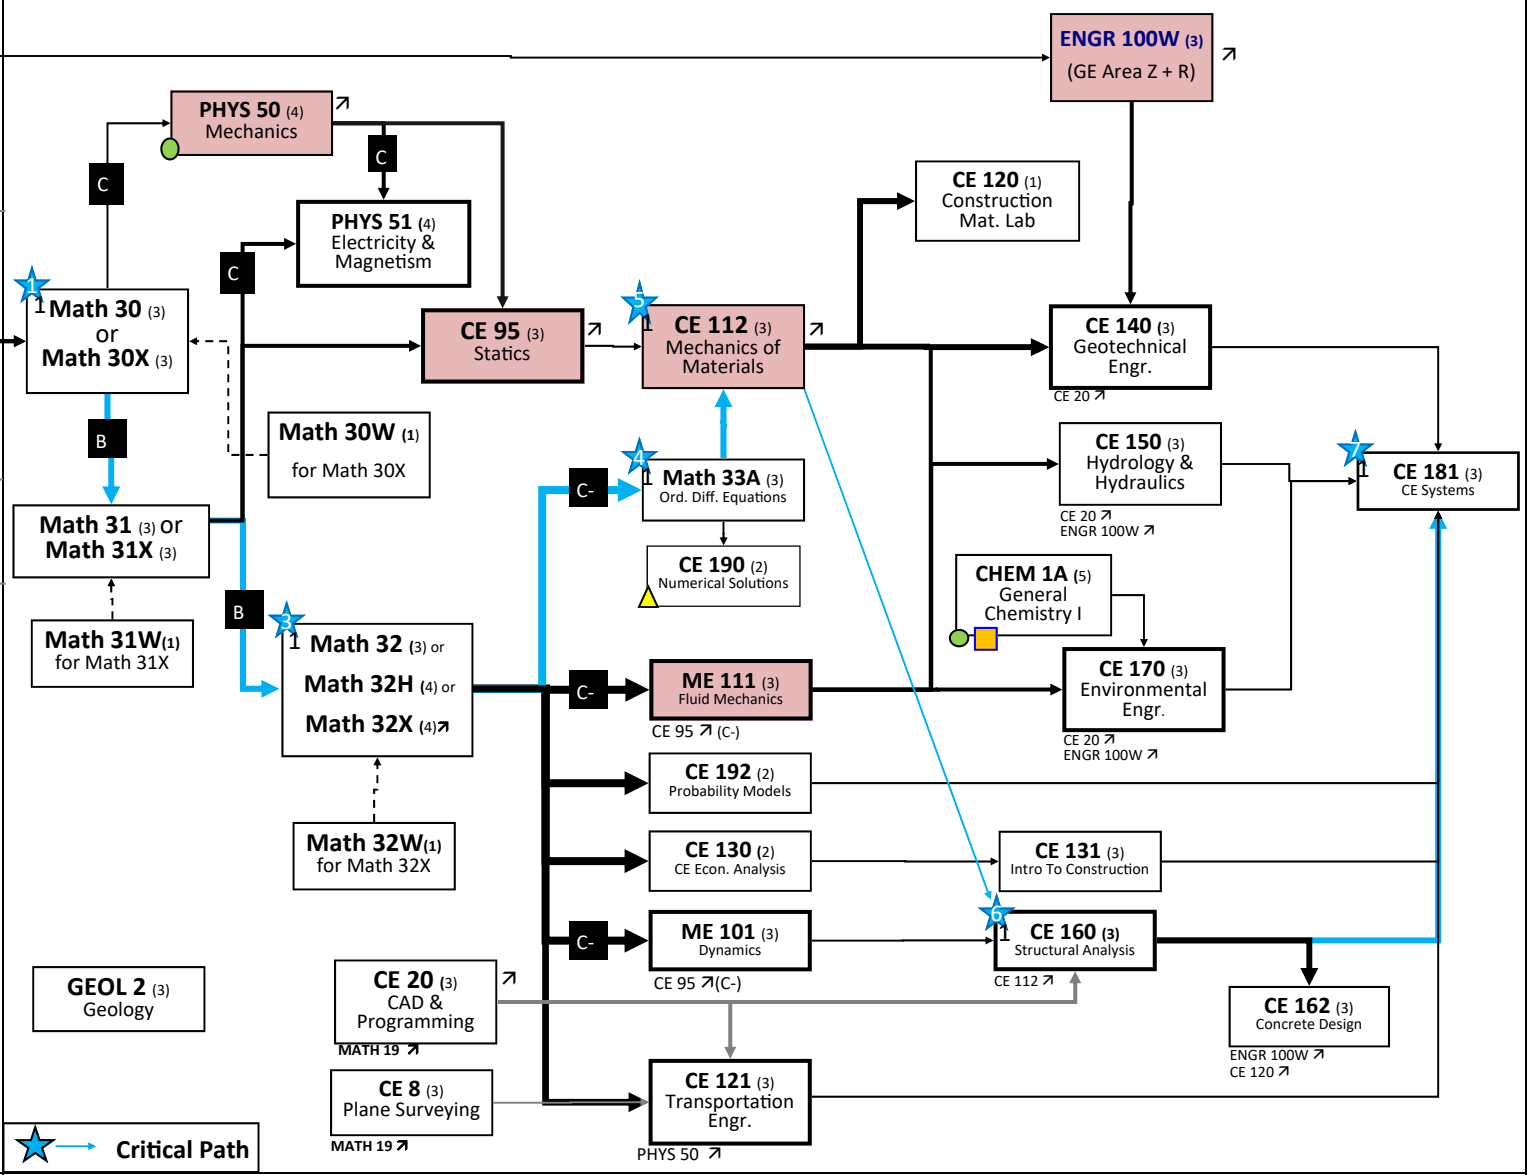 ENGR 100W (3)
(GE Area Z + R)
PHYS 50 (4)
Mechanics
C
C
PHYS 51 (4)
Electricity &
Magnetism
C
CE 120 (1)
Construction
Mat. Lab
1
1
Math 30 (3)
or
Math 30X (3)
CE 95 (3)
Statics
5
1
CE 112 (3)
Mechanics of
Materials
CE 140 (3)
Geotechnical
Engr.
CE 20
B
Math 30W (1)
for Math 30X
C-
4
1
Math 33A (3)
Ord. Diff. Equations
CE 150 (3)
Hydrology &
Hydraulics
CE 20
ENGR 100W
7
1
CE 181 (3)
CE Systems
Math 31 (3) or
Math 31X (3)
CE 190 (2)
Numerical Solutions
CHEM 1A (5)
General
Chemistry I
B
Math 31W(1)
for Math 31X
3
1
Math 32 (3) or
Math 32H (4) or
Math 32X (4)
C-
ME 111 (3)
Fluid Mechanics
CE 95 (C-)
CE 170 (3)
Environmental
Engr.
CE 20
ENGR 100W
CE 192 (2)
Probability Models
Math 32W(1)
for Math 32X
CE 130 (2)
CE Econ. Analysis
CE 131 (3)
Intro To Construction
C-
ME 101 (3)
Dynamics
CE 95 (C-)
6
1
CE 160 (3)
Structural Analysis
CE 112
GEOL 2 (3)
Geology
CE 20 (3)
CAD &
Programming
MATH 19
CE 162 (3)
Concrete Design
ENGR 100W
CE 120
CE 8 (3)
Plane Surveying
MATH 19
CE 121 (3)
Transportation
Engr.
PHYS 50
Critical Path